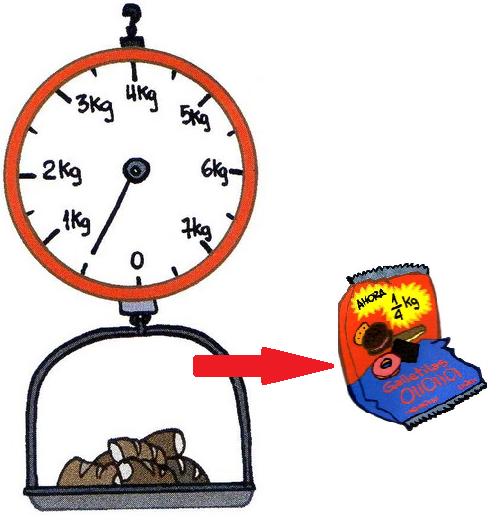 4Kg
3Kg
5Kg
2Kg
6Kg
1Kg
7Kg
0
AHORA
1/4 Kg
Galletitas